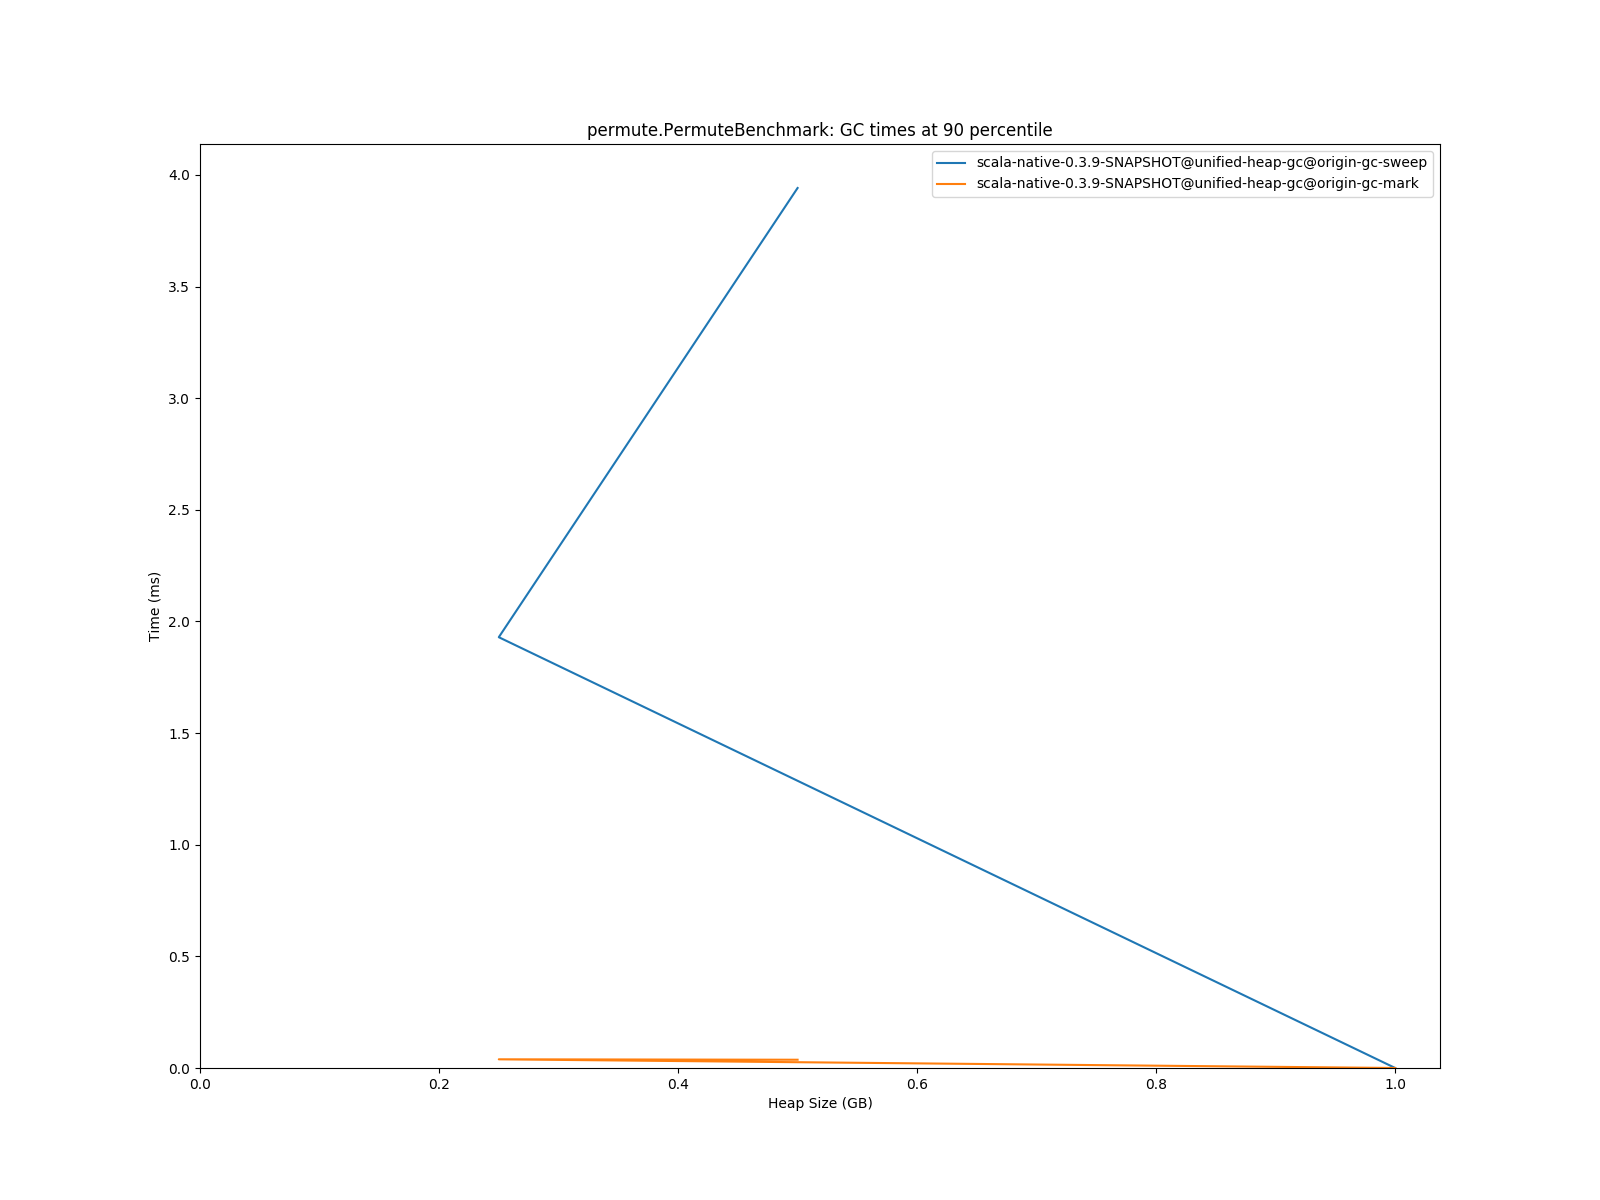 permute.PermuteBenchmark: GC times at 90 percentile
scala-native-0.3.9-SNAPSHOT@unified-heap-gc@origin-gc-sweep
scala-native-0.3.9-SNAPSHOT@unified-heap-gc@origin-gc-mark
4.0
3.5
3.0
2.5
2.0
1.5
1.0
0.5
0.0
Time (ms)
0.0 0.2 0.4 0.6 0.8 1.0
Heap Size (GB)